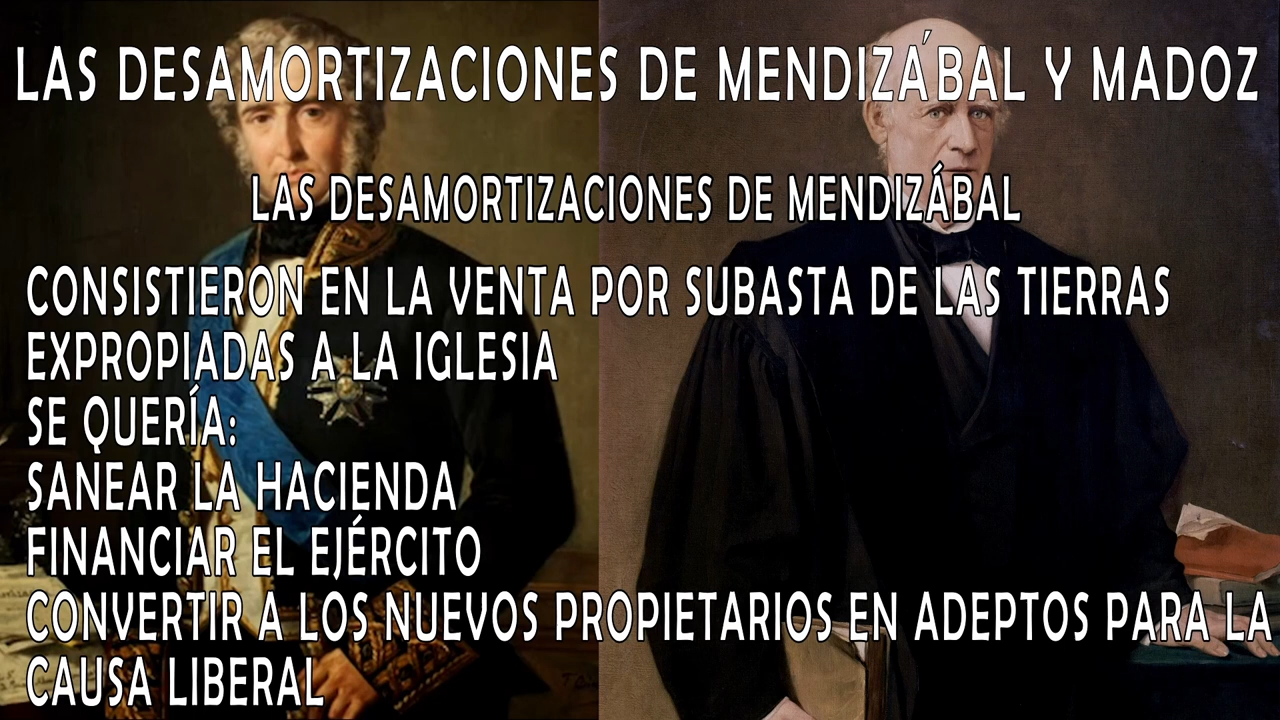 LAS DESAMORTIZACIONES DE MENDIZÁBAL Y MADOZ
LAS DESAMORTIZACIONES DE MENDIZÁBAL
CONSISTIERON EN LA VENTA POR SUBASTA DE LAS TIERRAS
EXPROPIADAS A LA IGLESIA
SE QUERÍA:
SANEAR LA HACIENDA
FINANCIAR EL EJÉRCITO
CONVERTIR A LOS NUEVOS PROPIETARIOS EN ADEPTOS PARA LA
CAUSA LIBERAL